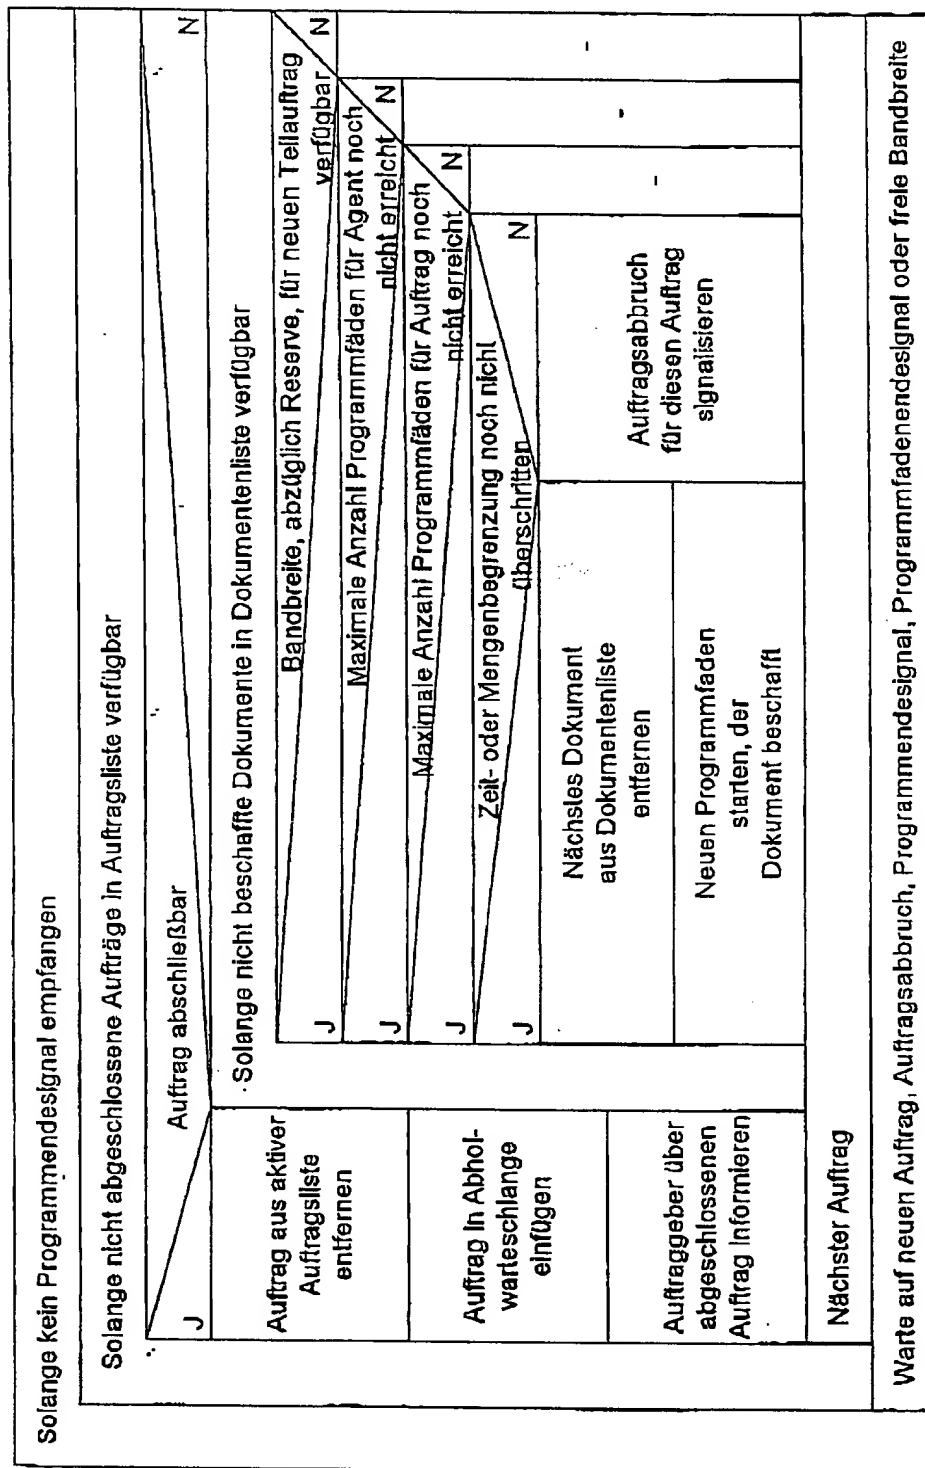 Solange kein Programmendesignal empfangen
Solange nicht abgeschlossene Aufträge in Auftragsliste verfügbar
Auftrag abschließbar
J
N
Auftrag aus aktiver
Auftragsliste
entfernen
Auftrag in Abhol-
warteschlange
einfügen
Auftraggeber über
abgeschlossenen
Auftrag informieren
Solange nicht beschaffte Dokumente in Dokumentenliste verfügbar
Bandbreite, abzüglich Reserve, für neuen Teilauftrag
verfügbar
J
N
Maximale Anzahl Programmfäden für Agent noch
nicht erreicht
J
N
Maximale Anzahl Programmfäden für Auftrag noch
nicht erreicht
J
N
Zeit- oder Mengenbegrenzung noch nicht
überschritten
J
N
Nächstes Dokument
aus Dokumentenliste
entfernen
Neuen Programmfaden
starten, der
Dokument beschafft
Auftragsabbruch
für diesen Auftrag
signalisieren
-
-
-
Nächster Auftrag
Warte auf neuen Auftrag, Auftragsabbruch, Programmendesignal, Programmfadenendesignal oder freie Bandbreite